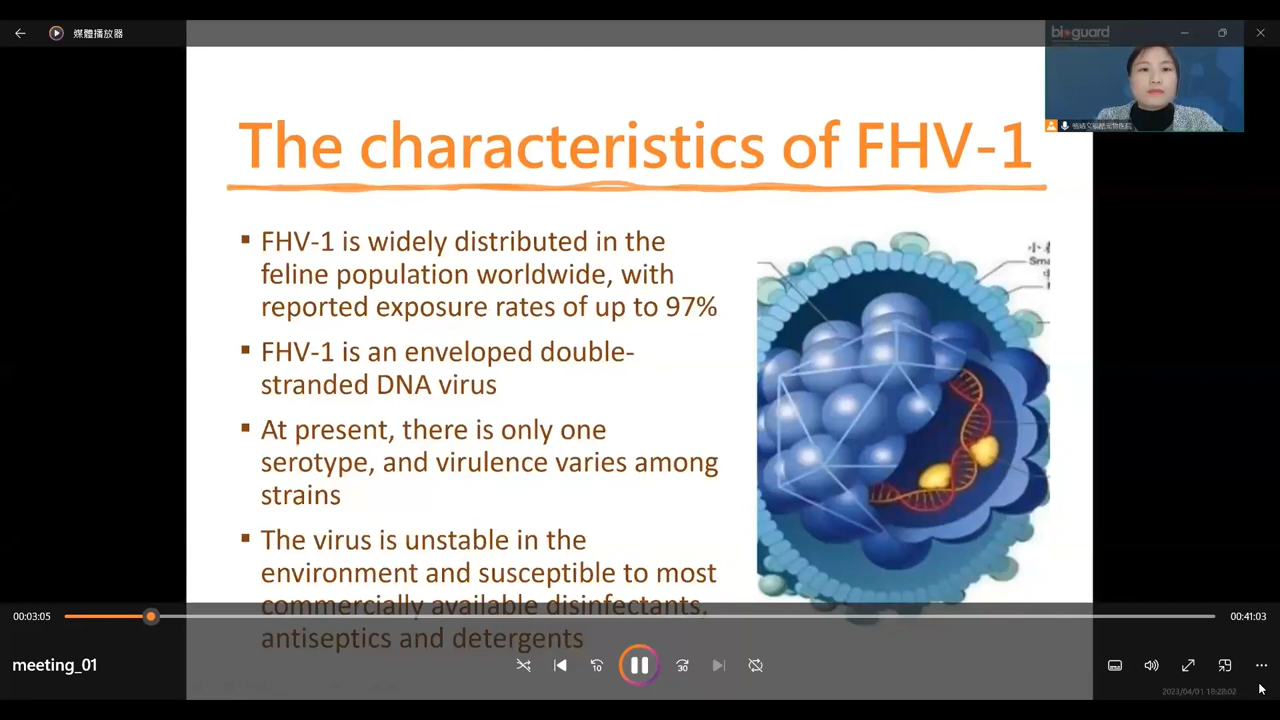 媒體播放器
bioguard
The characteristics of FHV-1
▪ FHV-1 is widely distributed in the
feline population worldwide, with
reported exposure rates of up to 97%
▪ FHV-1 is an enveloped double-
stranded DNA virus
▪ At present, there is only one
serotype, and virulence varies among
strains
▪ The virus is unstable in the
environment and susceptible to most
commercially available disinfectants,
antiseptics and detergents
00:03:05
00:41:03
meeting_01
10
30
2023/04/01 18:28:02